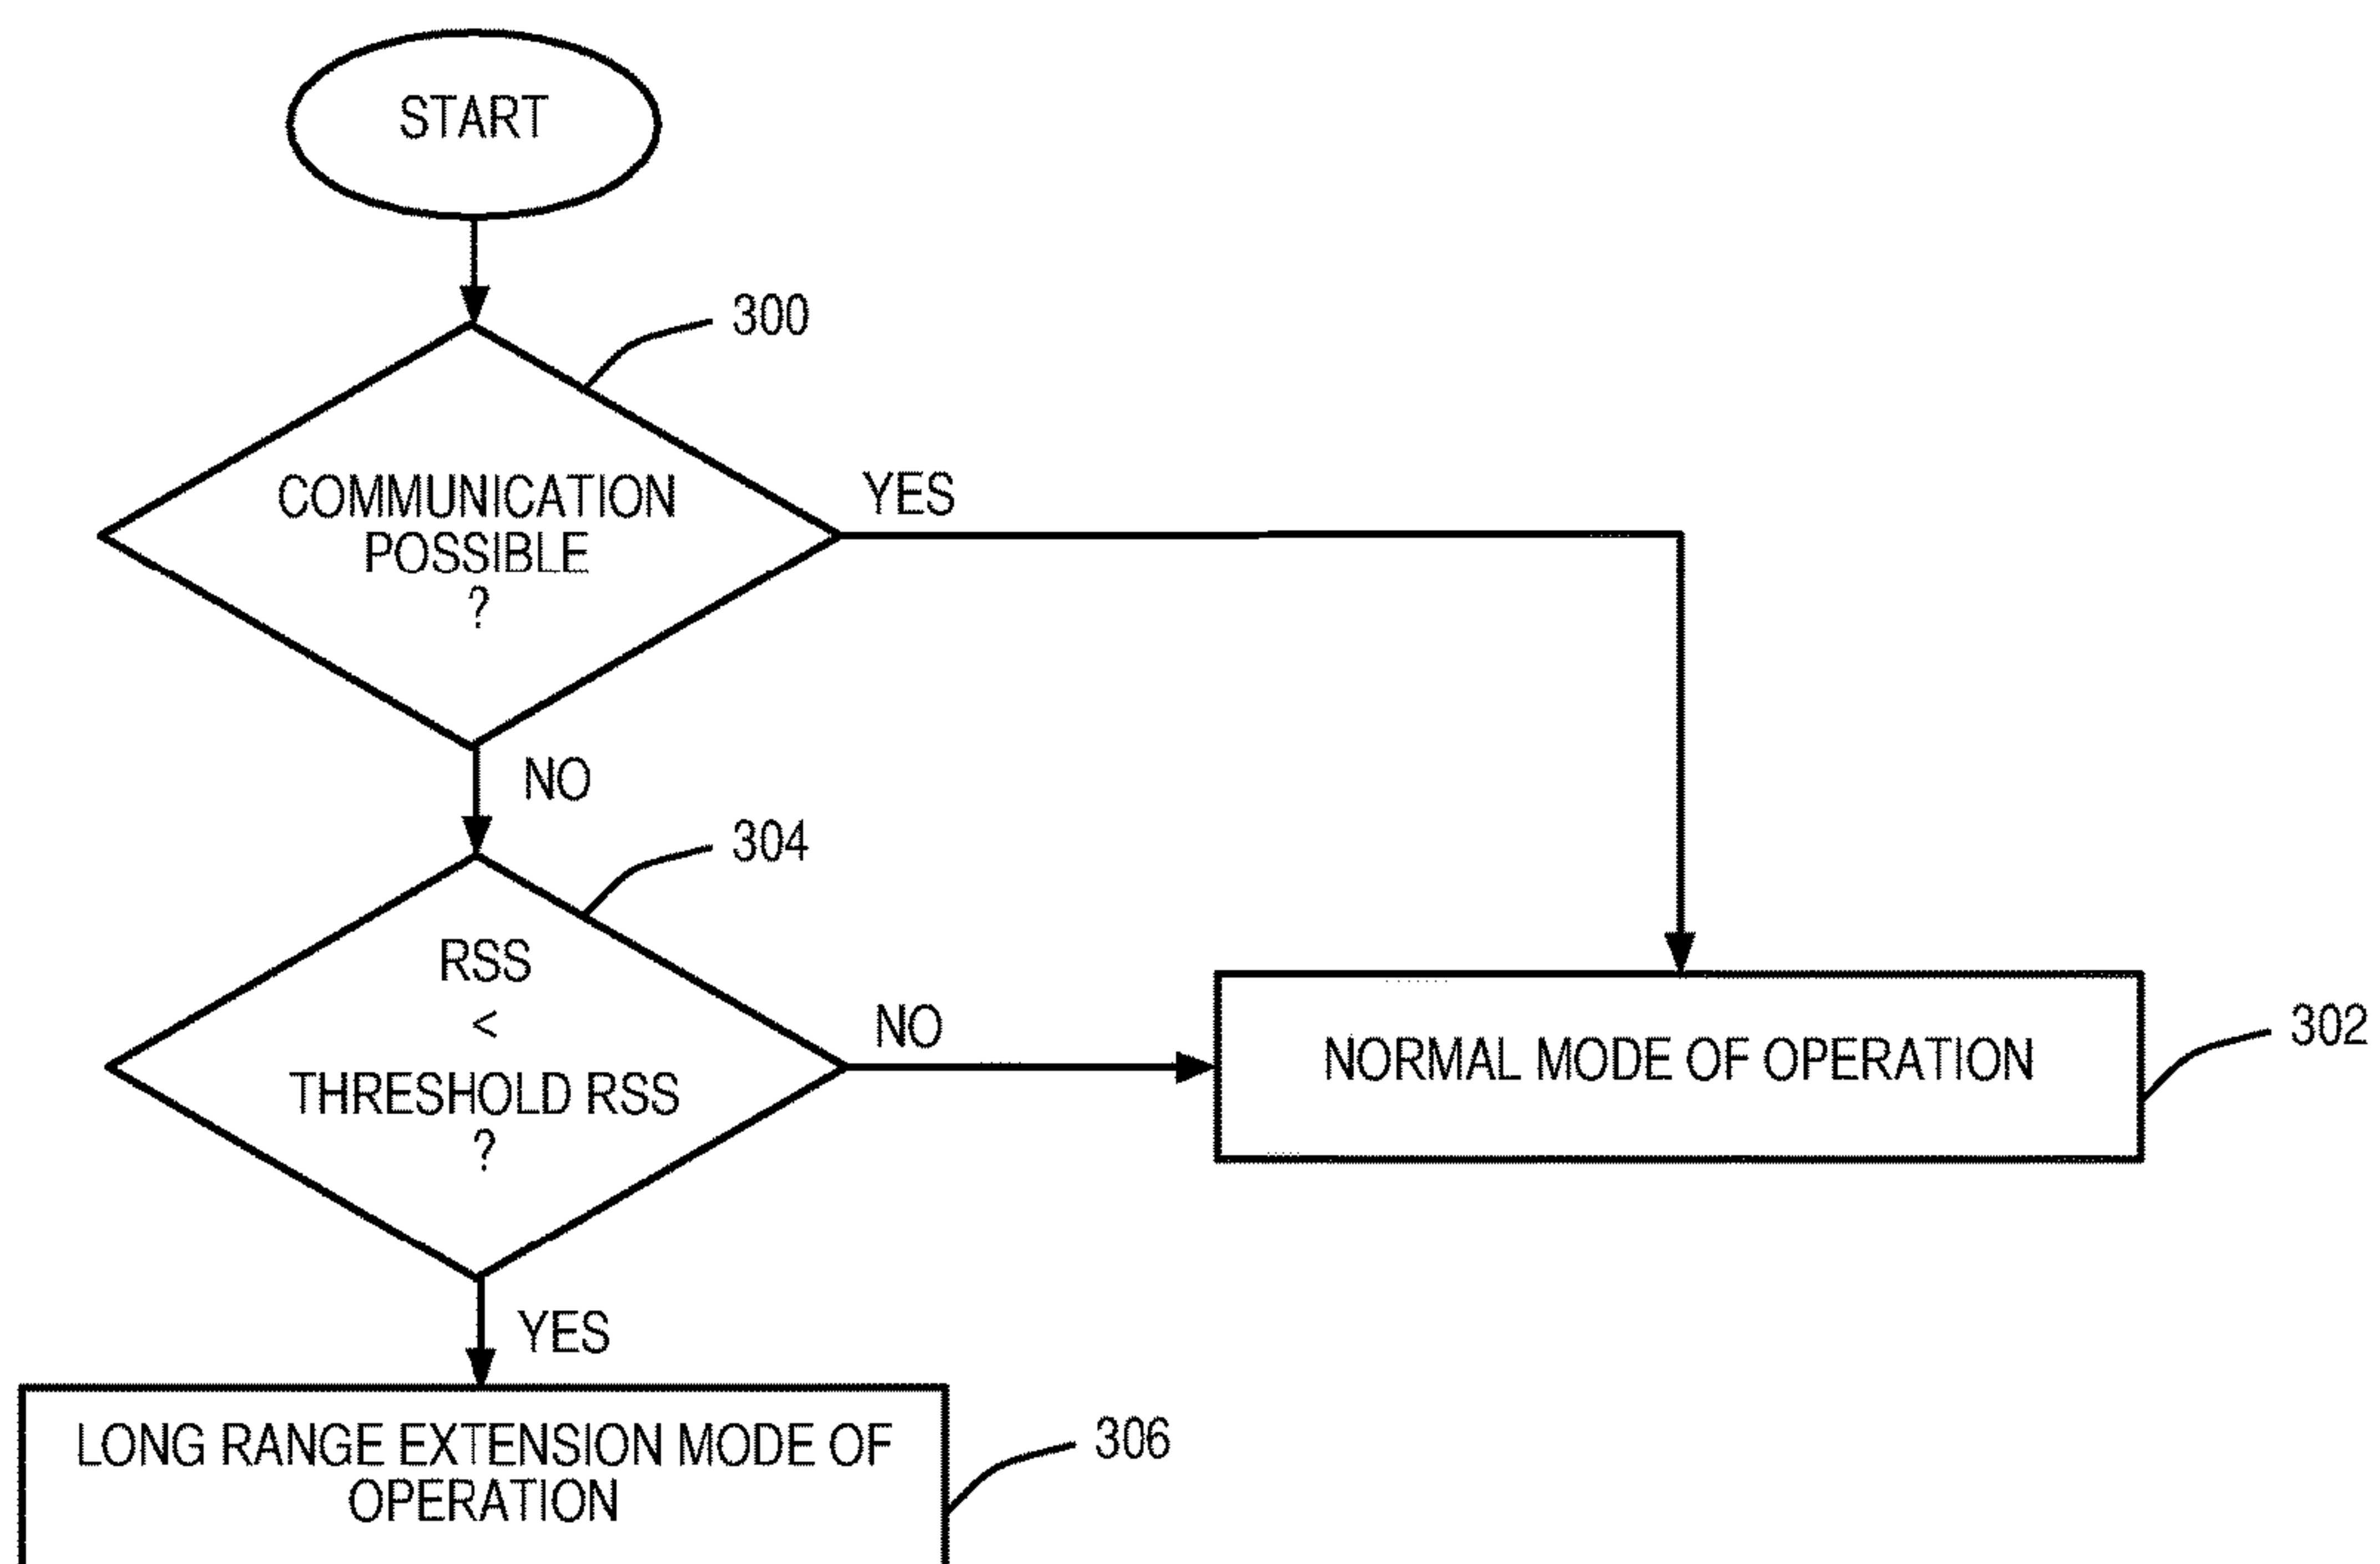 START
300
COMMUNICATION
POSSIBLE
?
YES
NO
304
RSS
<
THRESHOLD RSS
?
NO
NORMAL MODE OF OPERATION
302
YES
LONG RANGE EXTENSION MODE OF
OPERATION
306